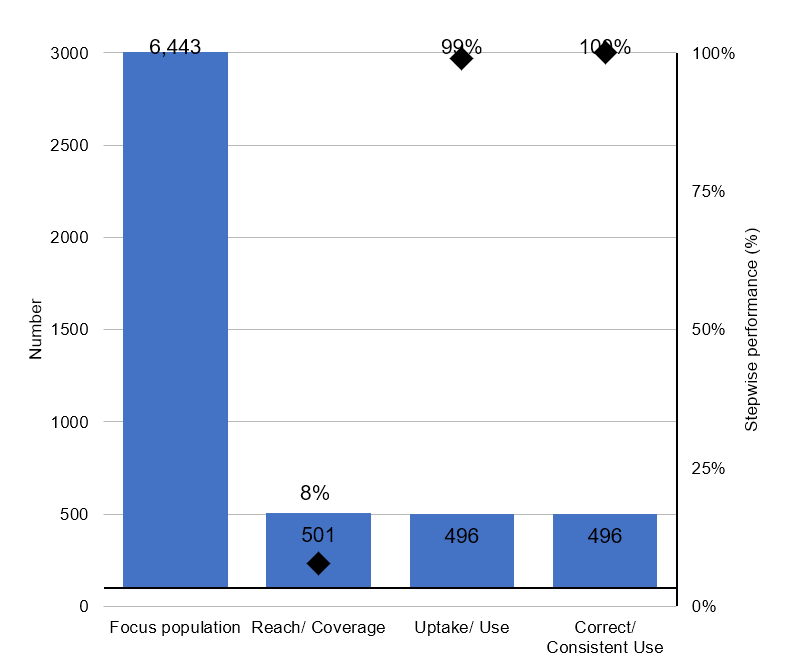 6,443
99%
100%
3000
2500
2000
1500
1000
500
0
Number
8%
501
496
496
100%
75%
50%
25%
0%
Stepwise performance (%)
Focus population
Reach/ Coverage
Uptake/ Use
Correct/
Consistent Use